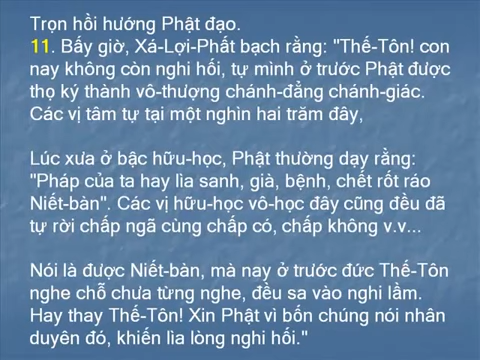 Trọn hồi hướng Phật đạo.
11. Bấy giờ, Xá-Lợi-Phất bạch rằng: "Thế-Tôn! con
nay không còn nghi hối, tự mình ở trước Phật được
thọ ký thành vô-thượng chánh-đẳng chánh-giác.
Các vị tâm tự tại một nghìn hai trăm đây,
Lúc xưa ở bậc hữu-học, Phật thường dạy rằng:
"Pháp của ta hay lìa sanh, già, bệnh, chết rốt ráo
Niết-bàn". Các vị hữu-học vô-học đây cũng đều đã
tự rời chấp ngã cùng chấp có, chấp không v.v...
Nói là được Niết-bàn, mà nay ở trước đức Thế-Tôn
nghe chỗ chưa từng nghe, đều sa vào nghi lầm.
Hay thay Thế-Tôn! Xin Phật vì bốn chúng nói nhân
duyên đó, khiến lìa lòng nghi hối."